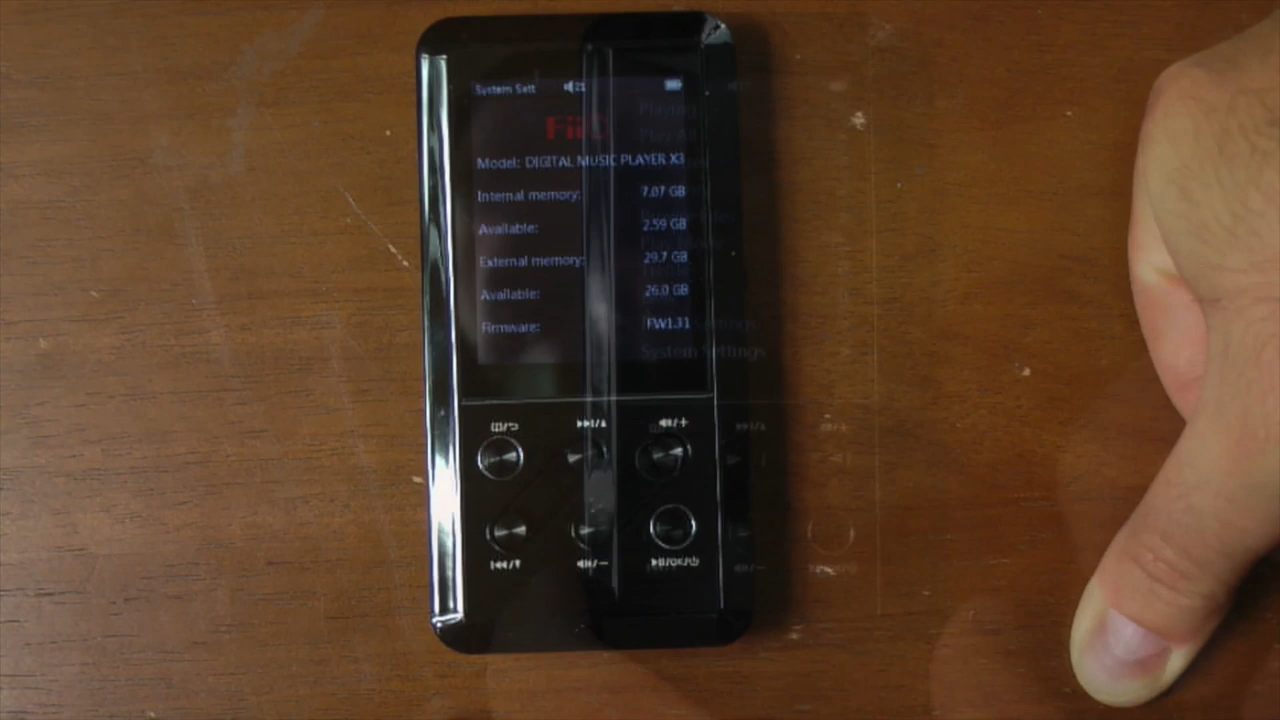 System Sett 21
FiiO
Model: DIGITAL MUSIC PLAYER X3
Internal memory: 7.07 GB
Available: 2.59 GB
External memory: 29.7 GB
Available: 26.0 GB
Firmware: FW1.31
System Settings